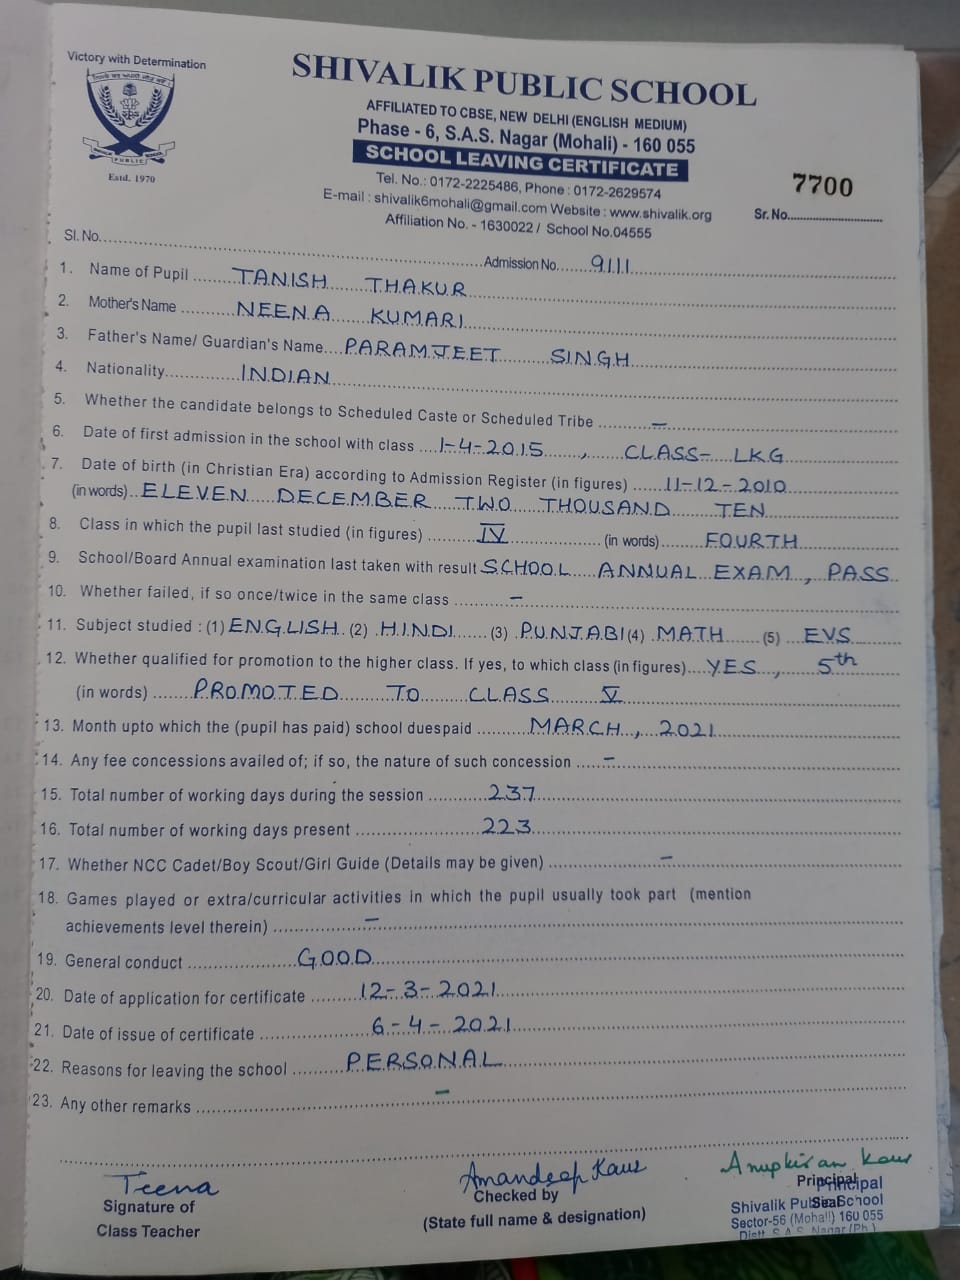 Victory with Determination
SHIVALIK PUBLIC SCHOOL
AFFILIATED TO CBSE, NEW DELHI (ENGLISH MEDIUM)
Phase - 6, S.A.S. Nagar (Mohali) - 160 055
SCHOOL LEAVING CERTIFICATE
PUBLIC
Estd. 1970
Tel. No.: 0172-2225486, Phone : 0172-2629574
E-mail : shivalik6mohali@gmail.com Website : www.shivalik.org
Affiliation No. - 1630022 / School No.04555
7700
Sr. No.
Sl. No. Admission No. 9111
1. Name of Pupil TANISH THAKUR
2. Mother's Name NEENA KUMARI
3. Father's Name/ Guardian's Name PARAMJEET SINGH
4. Nationality INDIAN
5. Whether the candidate belongs to Scheduled Caste or Scheduled Tribe –
6. Date of first admission in the school with class 1-4-2015, CLASS- LKG
7. Date of birth (in Christian Era) according to Admission Register (in figures) 11-12-2010
(in words) ELEVEN DECEMBER TWO THOUSAND TEN
8. Class in which the pupil last studied (in figures) IV (in words) FOURTH
9. School/Board Annual examination last taken with result SCHOOL ANNUAL EXAM, PASS
10. Whether failed, if so once/twice in the same class –
11. Subject studied : (1) ENGLISH (2) HINDI (3) PUNJABI (4) MATH (5) EVS
12. Whether qualified for promotion to the higher class. If yes, to which class (in figures) YES, 5th
(in words) PROMOTED TO CLASS V
13. Month upto which the (pupil has paid) school duespaid MARCH, 2021
14. Any fee concessions availed of; if so, the nature of such concession –
15. Total number of working days during the session 237
16. Total number of working days present 223
17. Whether NCC Cadet/Boy Scout/Girl Guide (Details may be given) –
18. Games played or extra/curricular activities in which the pupil usually took part (mention
achievements level therein) –
19. General conduct GOOD
20. Date of application for certificate 12-3-2021
21. Date of issue of certificate 6-4-2021
22. Reasons for leaving the school PERSONAL
23. Any other remarks –
Teena
Signature of
Class Teacher
Amandeep Kaur
Checked by
(State full name & designation)
Anupkiran Kaur
Principal
Seal
Principal
Shivalik Public School
Sector-56 (Mohali) 160 055
Distt. S.A.S. Nagar (Pb.)